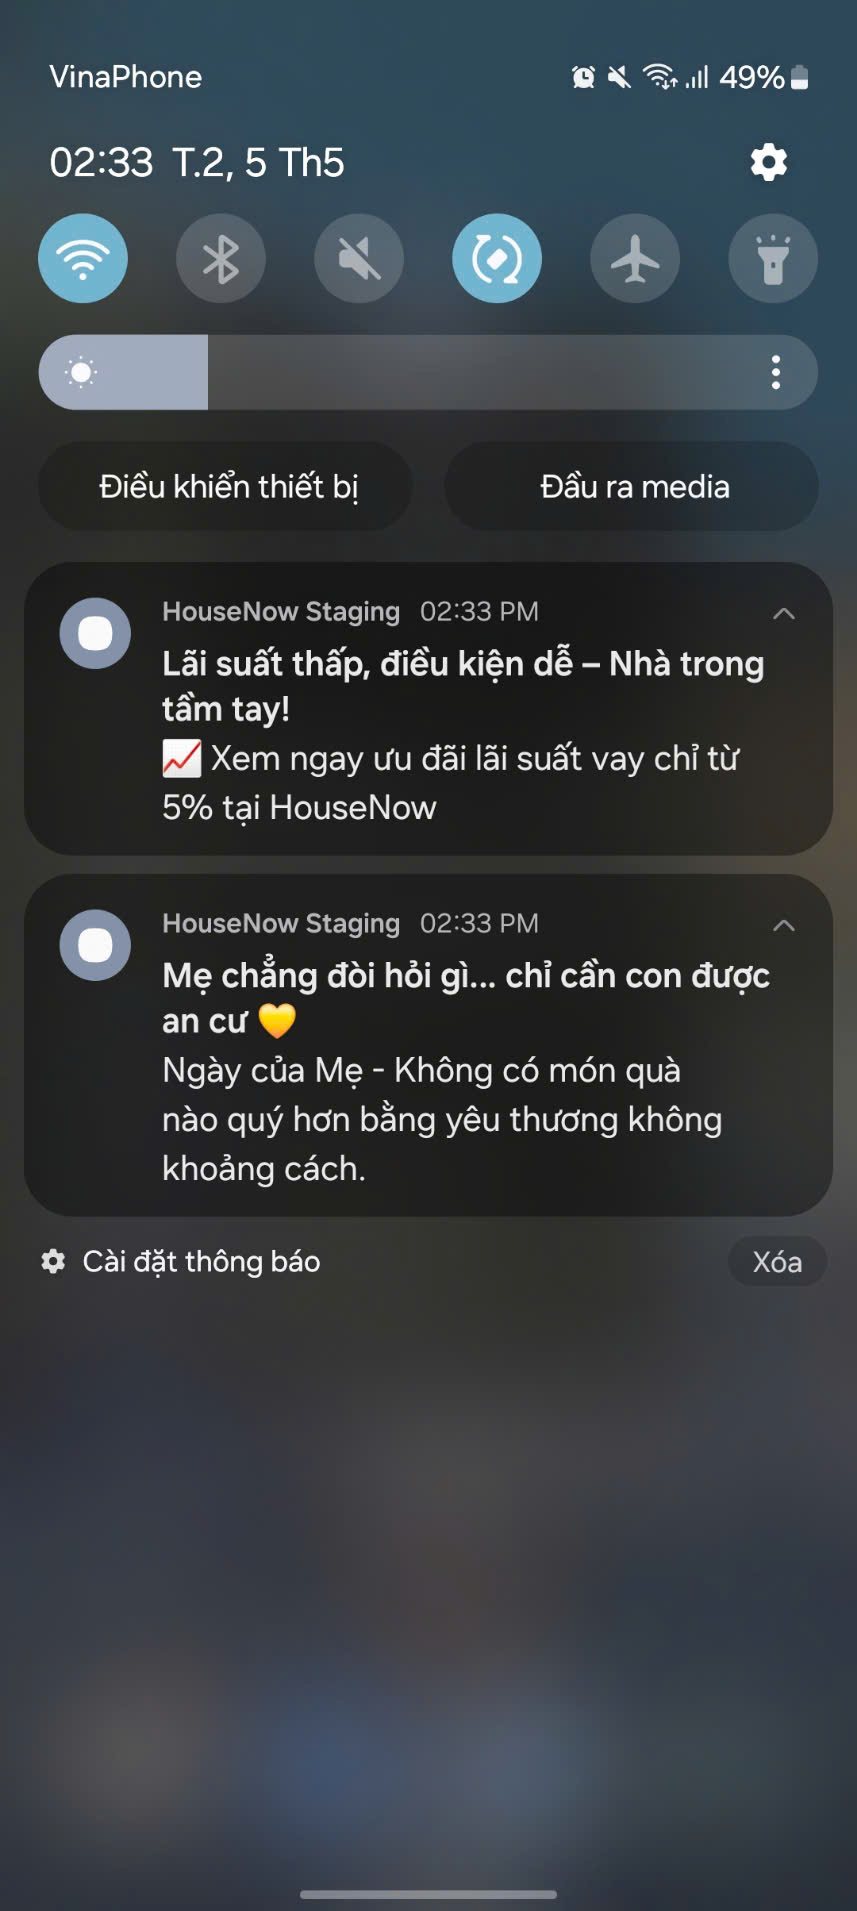 VinaPhone 49%
02:33 T.2, 5 Th5
Điều khiển thiết bị Đầu ra media
HouseNow Staging 02:33 PM
Lãi suất thấp, điều kiện dễ – Nhà trong
tầm tay!
📈 Xem ngay ưu đãi lãi suất vay chỉ từ
5% tại HouseNow
HouseNow Staging 02:33 PM
Mẹ chẳng đòi hỏi gì... chỉ cần con được
an cư 💛
Ngày của Mẹ - Không có món quà
nào quý hơn bằng yêu thương không
khoảng cách.
Cài đặt thông báo Xóa